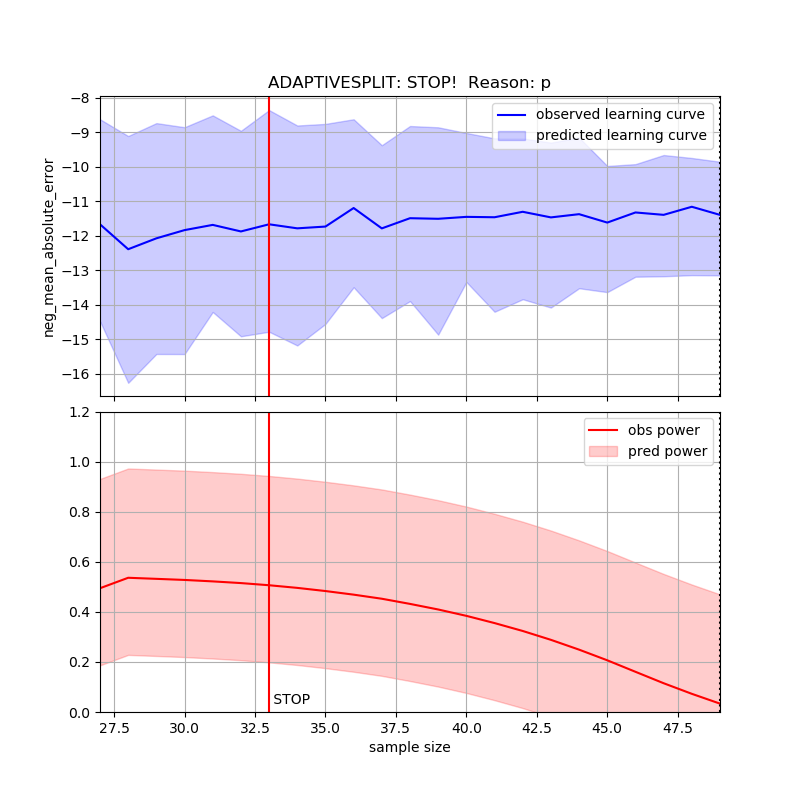 ADAPTIVESPLIT: STOP!  Reason: p
neg_mean_absolute_error
−8
−9
−10
−11
−12
−13
−14
−15
−16
observed learning curve
predicted learning curve
1.2
1.0
0.8
0.6
0.4
0.2
0.0
obs power
pred power
STOP
27.5 30.0 32.5 35.0 37.5 40.0 42.5 45.0 47.5
sample size